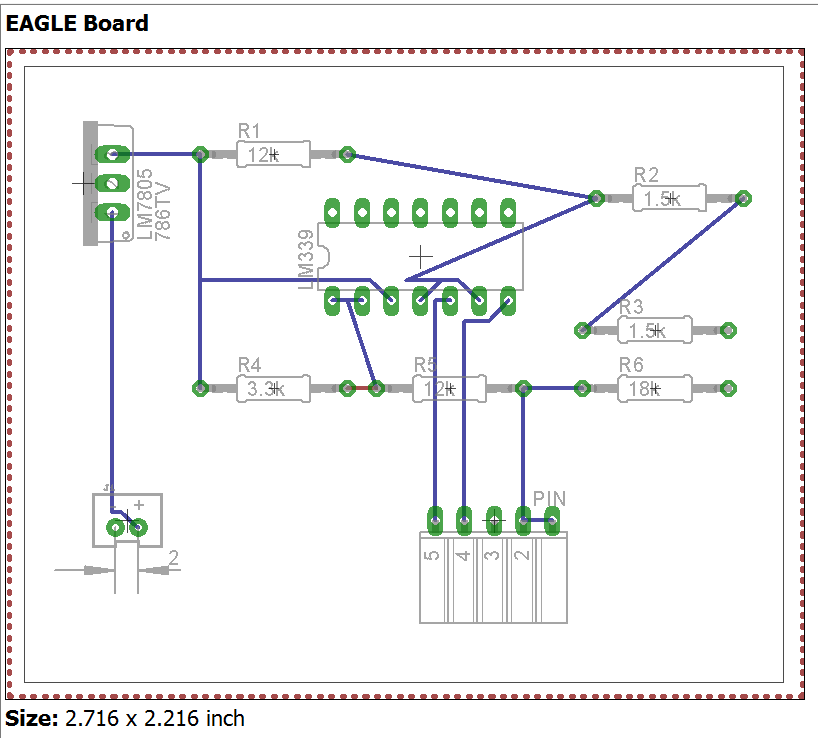 EAGLE Board
R1
12k
LM7805
786TV
R2
1.5k
LM339
R3
1.5k
R4
3.3k
R5
12k
R6
18k
+
PIN
2
5
4
3
2
Size: 2.716 x 2.216 inch